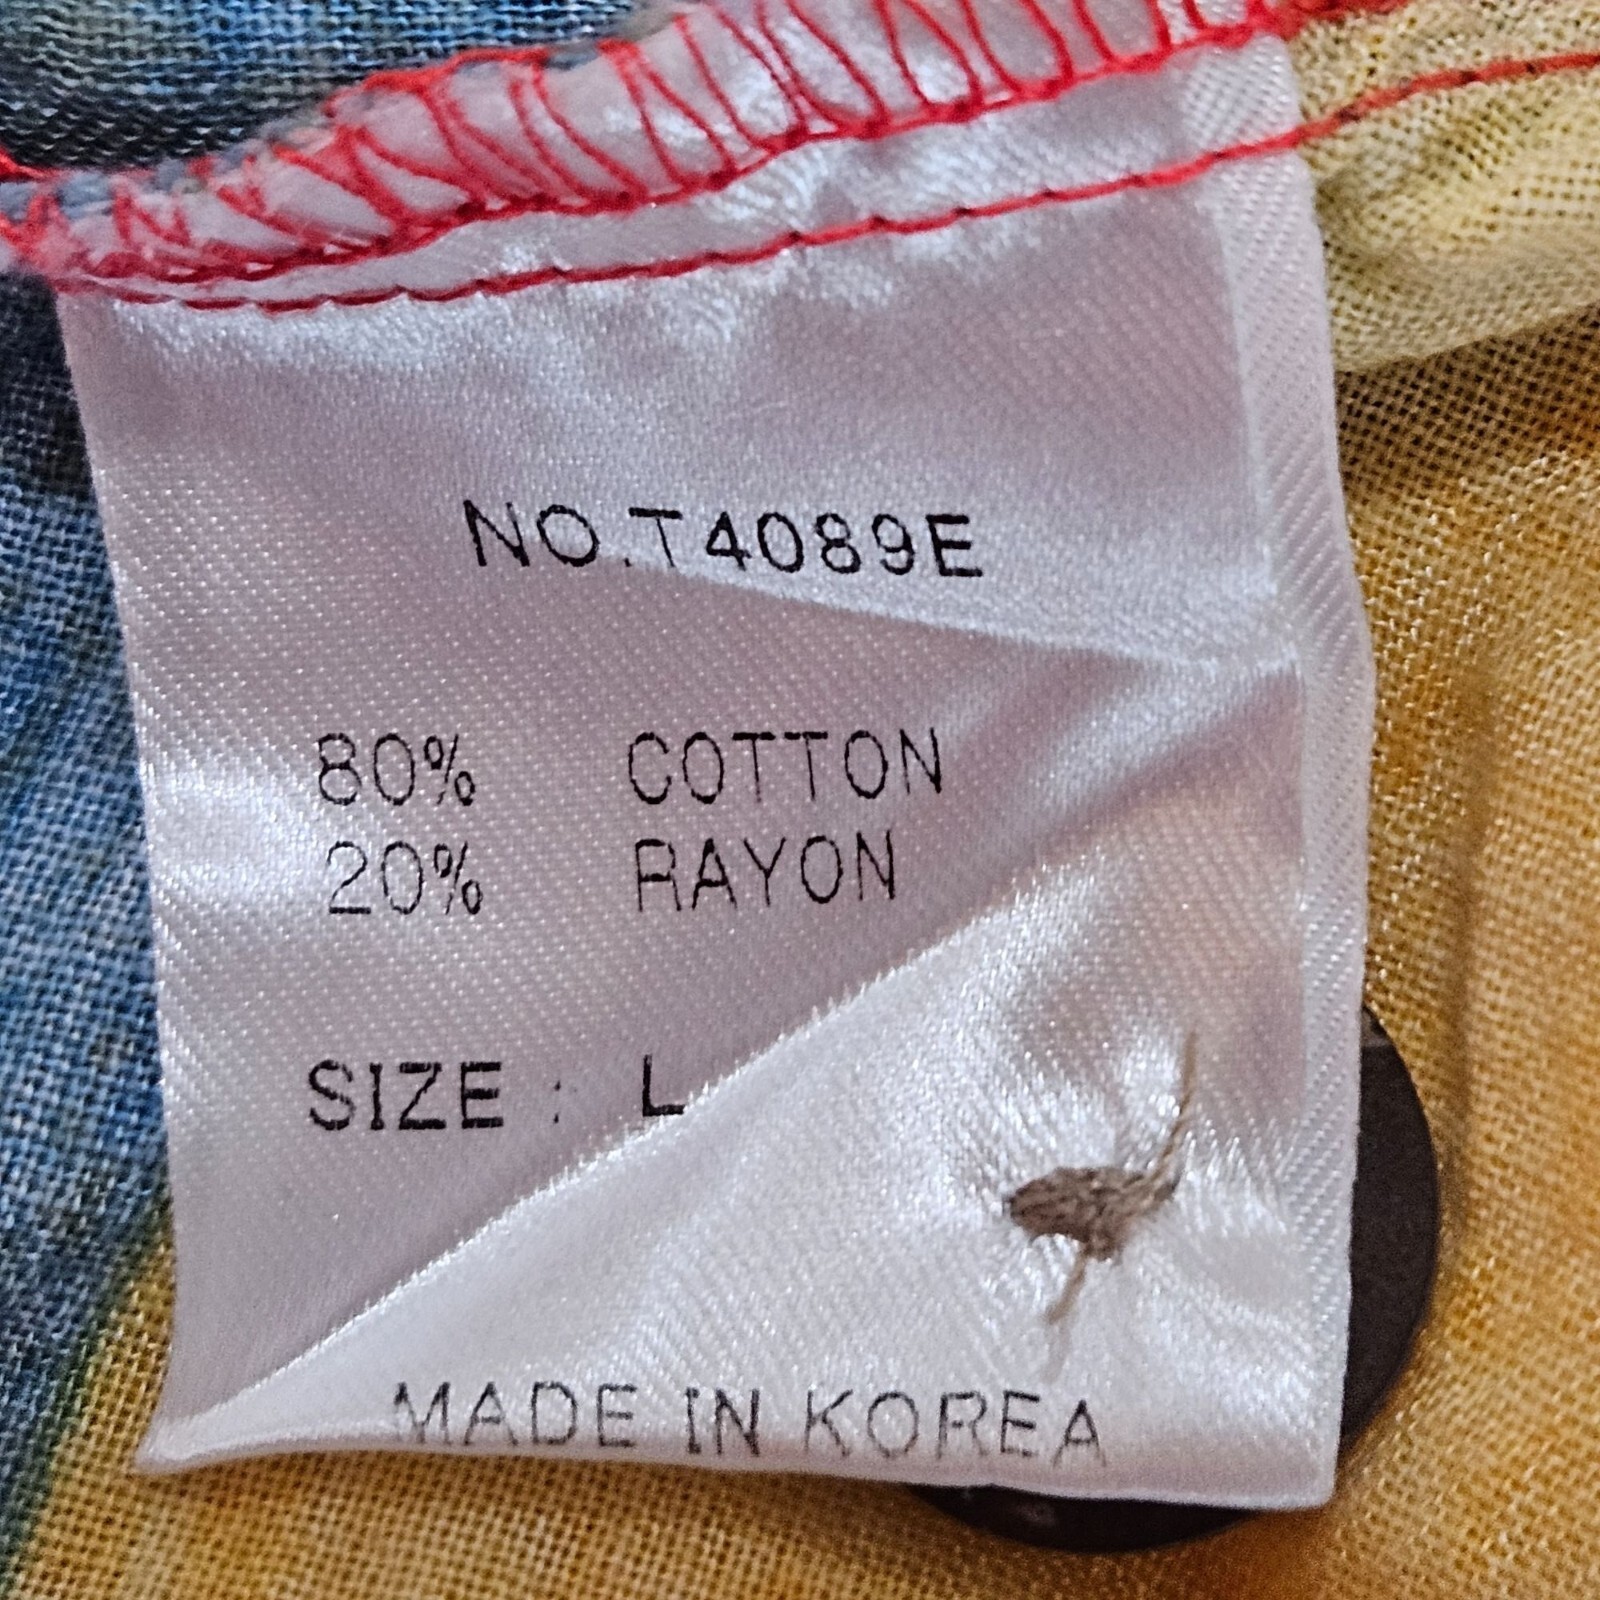 NO.T4089E
80% COTTON
20% RAYON
SIZE : L
MADE IN KOREA